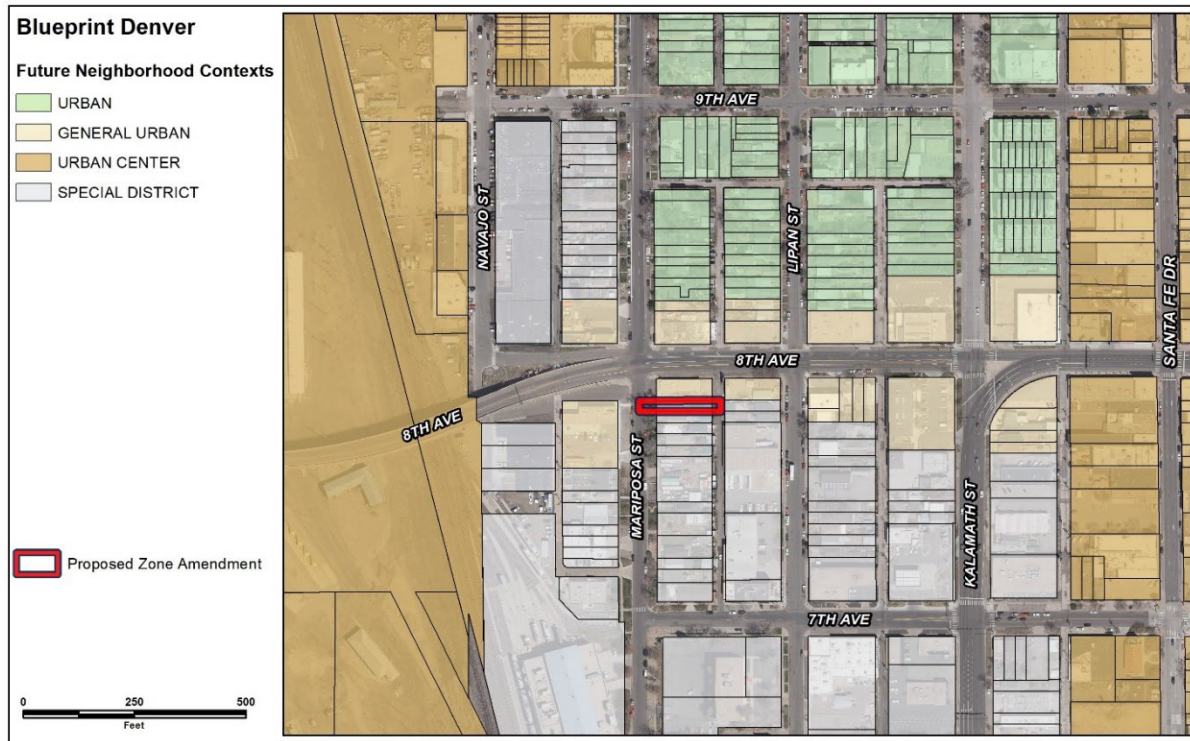 Blueprint Denver
Future Neighborhood Contexts
URBAN
GENERAL URBAN
URBAN CENTER
SPECIAL DISTRICT
Proposed Zone Amendment
0 250 500
Feet
9TH AVE
NAVAJO ST
LIPAN ST
SANTA FE DR
8TH AVE
8TH AVE
MARIPOSA ST
KALAMATH ST
7TH AVE